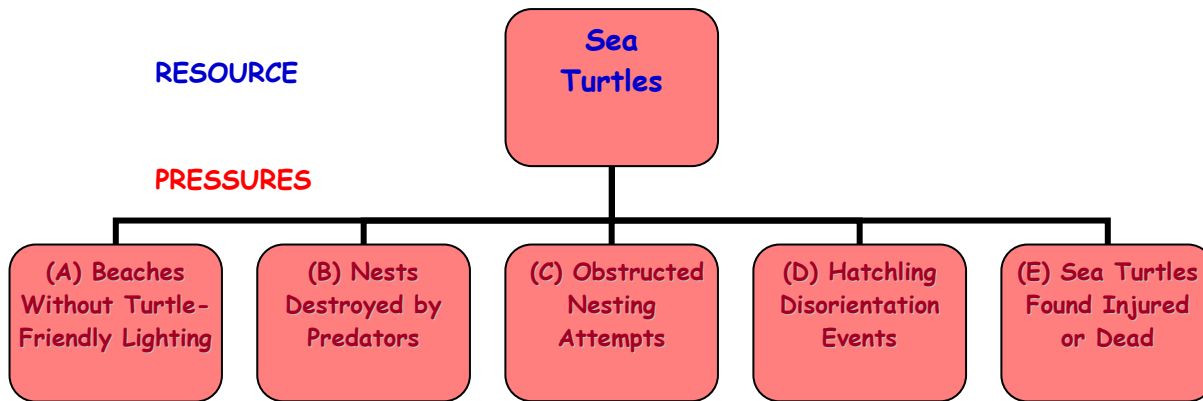 Sea
Turtles
RESOURCE
PRESSURES
(A) Beaches
Without Turtle-
Friendly Lighting
(B) Nests
Destroyed by
Predators
(C) Obstructed
Nesting
Attempts
(D) Hatchling
Disorientation
Events
(E) Sea Turtles
Found Injured
or Dead